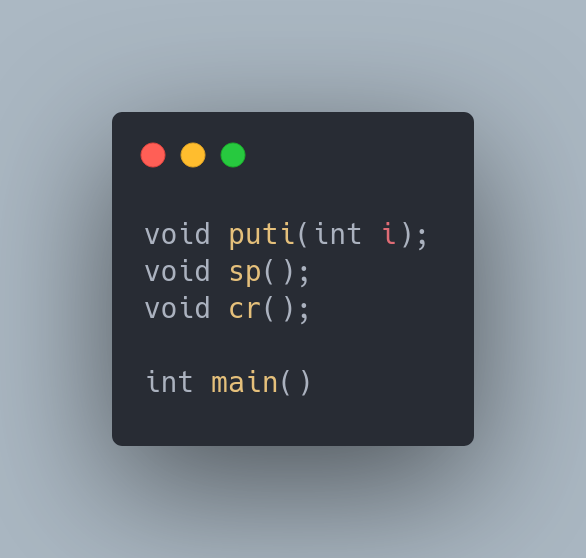 void puti(int i);
void sp();
void cr();
int main()